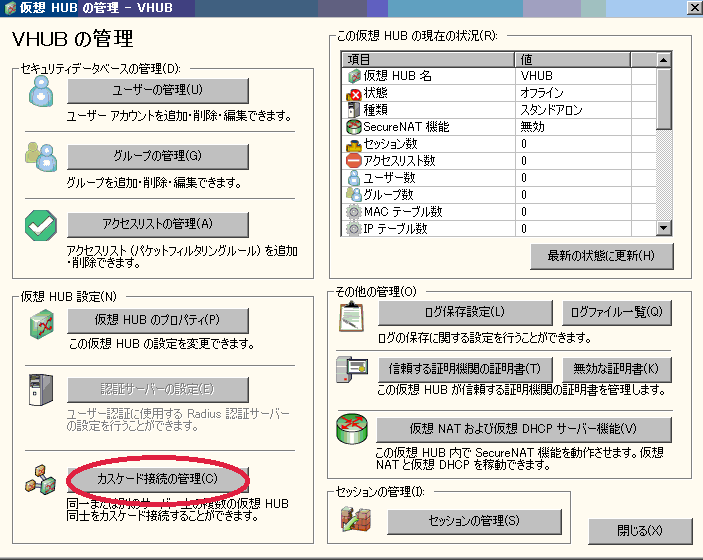 仮想 HUB の管理 - VHUB
VHUB の管理
セキュリティデータベースの管理(D):
ユーザーの管理(U)
ユーザー アカウントを追加・削除・編集できます。
グループの管理(G)
グループを追加・削除・編集できます。
アクセスリストの管理(A)
アクセスリスト (パケットフィルタリングルール) を追加
・削除できます。
この仮想 HUB の現在の状況(R):
項目 値
仮想 HUB 名 VHUB
状態 オフライン
種類 スタンドアロン
SecureNAT 機能 無効
セッション数 0
アクセスリスト数 0
ユーザー数 0
グループ数 0
MAC テーブル数 0
IP テーブル数 0
最新の状態に更新(H)
仮想 HUB 設定(N)
仮想 HUB のプロパティ(P)
この仮想 HUB の設定を変更できます。
認証サーバーの設定(E)
ユーザー認証に使用する Radius 認証サーバー
の設定を行うことができます。
カスケード接続の管理(C)
同一または別のサーバー上の複数の仮想 HUB
同士をカスケード接続することができます。
その他の管理(O)
ログ保存設定(L)
ログファイル一覧(Q)
ログの保存に関する設定を行うことができます。
信頼する証明機関の証明書(T)
無効な証明書(K)
この仮想 HUB が信頼する証明機関の証明書を管理します。
仮想 NAT および仮想 DHCP サーバー機能(V)
この仮想 HUB 内で SecureNAT 機能を動作させます。仮想
NAT と仮想 DHCP を稼動できます。
セッションの管理(I):
セッションの管理(S)
閉じる(X)